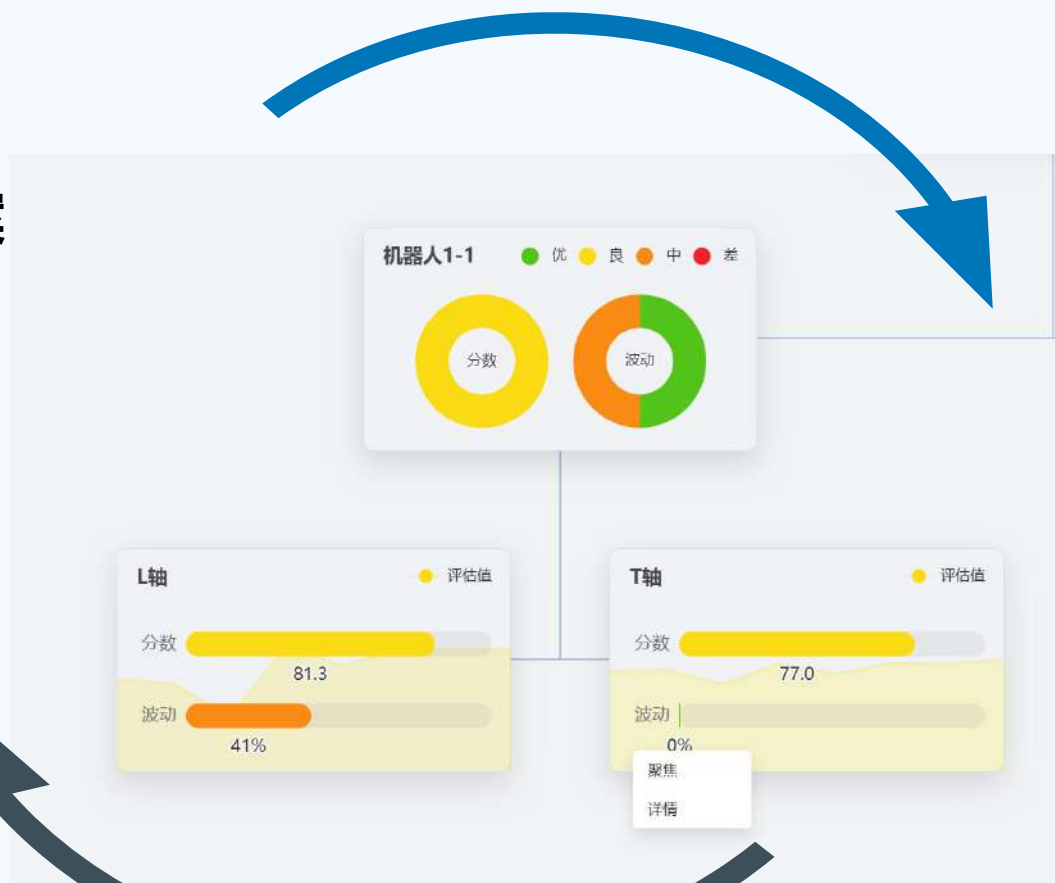 机器人1-1 优 良 中 差
分数 波动
L轴 评估值
分数
81.3
波动
41%
T轴 评估值
分数
77.0
波动
0%
聚焦
详情